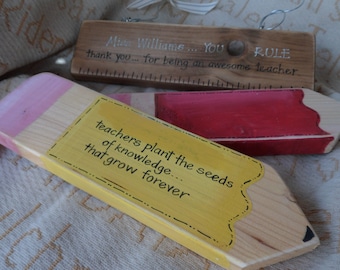 Mrs. Williams... YOU RULE
thank you... for being an awesome teacher
teachers plant the seeds
of knowledge...
that grow forever